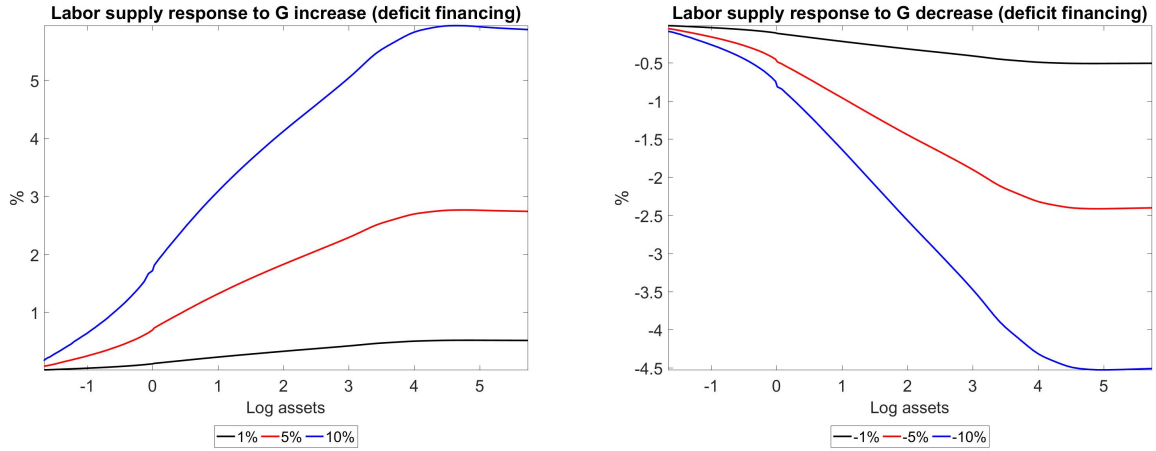 Labor supply response to G increase (deficit financing)
%
5
4
3
2
1
-1 0 1 2 3 4 5
Log assets
1% 5% 10%
Labor supply response to G decrease (deficit financing)
%
-0.5
-1
-1.5
-2
-2.5
-3
-3.5
-4
-4.5
-1 0 1 2 3 4 5
Log assets
-1% -5% -10%